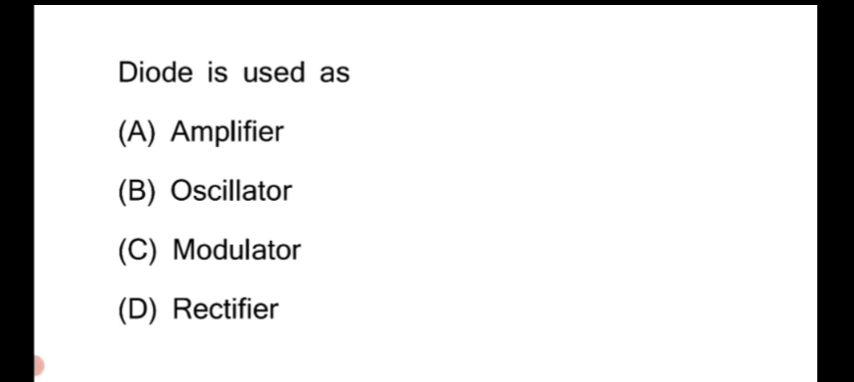 Diode is used as
(A) Amplifier
(B) Oscillator
(C) Modulator
(D) Rectifier